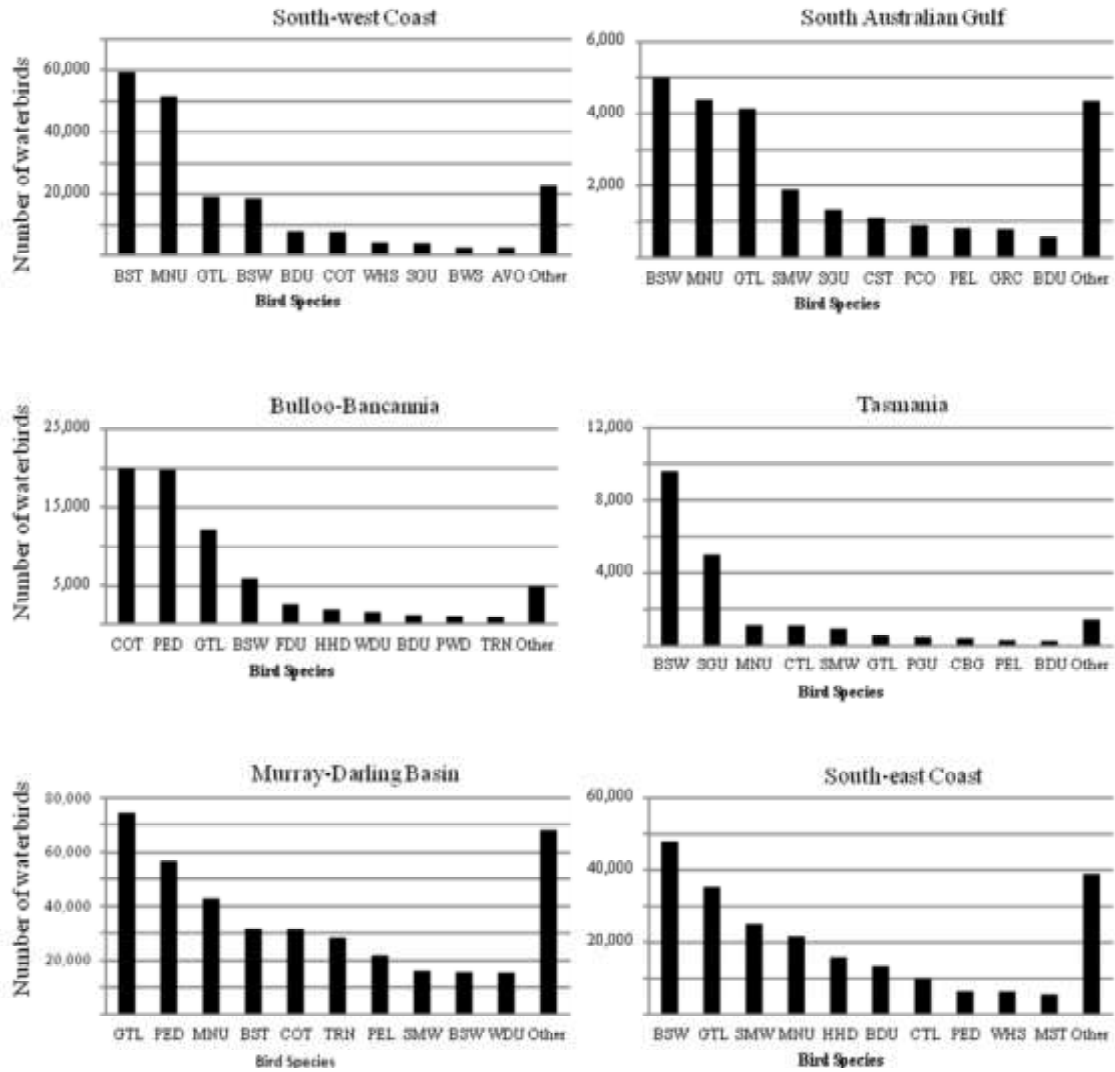 South-west Coast
Number of waterbirds
60,000
40,000
20,000
BST MNU GTL BSW BDU COT WHS SGU BWS AVO Other
Bird Species
South Australian Gulf
6,000
4,000
2,000
BSW MNU GTL SMW SGU CST PCO PEL GRC BDU Other
Bird Species
Bulloo-Bancannia
Number of waterbirds
25,000
15,000
5,000
COT PED GTL BSW FDU HHD WDU BDU PWD TRN Other
Bird Species
Tasmania
12,000
8,000
4,000
BSW SGU MNU CTL SMW GTL PGU CBG PEL BDU Other
Bird Species
Murray-Darling Basin
Number of waterbirds
80,000
60,000
40,000
20,000
GTL PED MNU BST COT TRN PEL SMW BSW WDU Other
Bird Species
South-east Coast
60,000
40,000
20,000
BSW GTL SMW MNU HHD BDU CTL PED WHS MST Other
Bird Species